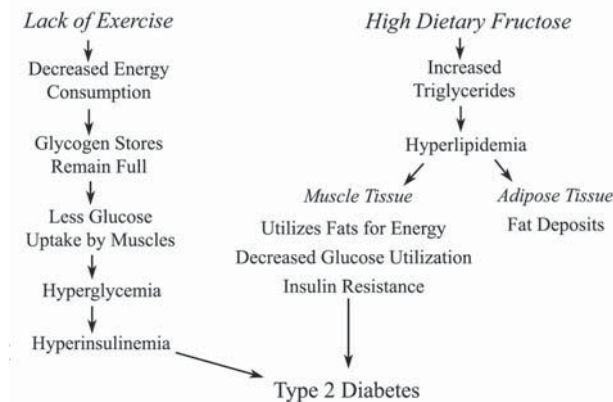 Lack of Exercise
Decreased Energy
Consumption
Glycogen Stores
Remain Full
Less Glucose
Uptake by Muscles
Hyperglycemia
Hyperinsulinemia
High Dietary Fructose
Increased
Triglycerides
Hyperlipidemia
Muscle Tissue
Utilizes Fats for Energy
Decreased Glucose Utilization
Insulin Resistance
Adipose Tissue
Fat Deposits
Type 2 Diabetes